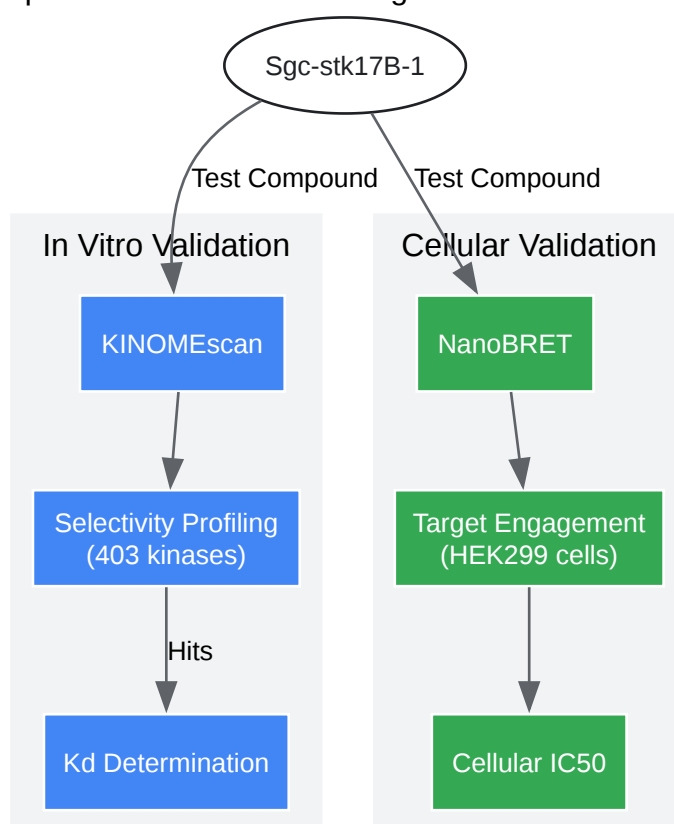 Sgc-stk17B-1
Test Compound
Test Compound
In Vitro Validation
Cellular Validation
KINOMEscan
NanoBRET
Selectivity Profiling
(403 kinases)
Target Engagement
(HEK299 cells)
Hits
Kd Determination
Cellular IC50